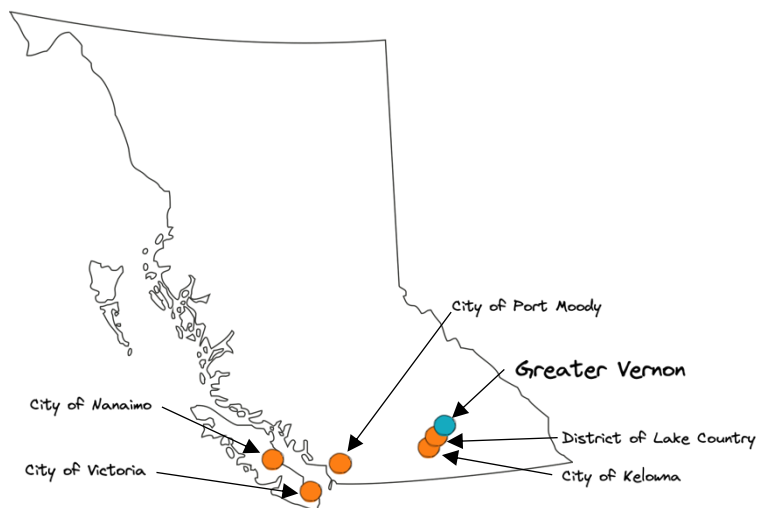 City of Port Moody
Greater Vernon
City of Nanaimo
District of Lake Country
City of Victoria
City of Kelowna